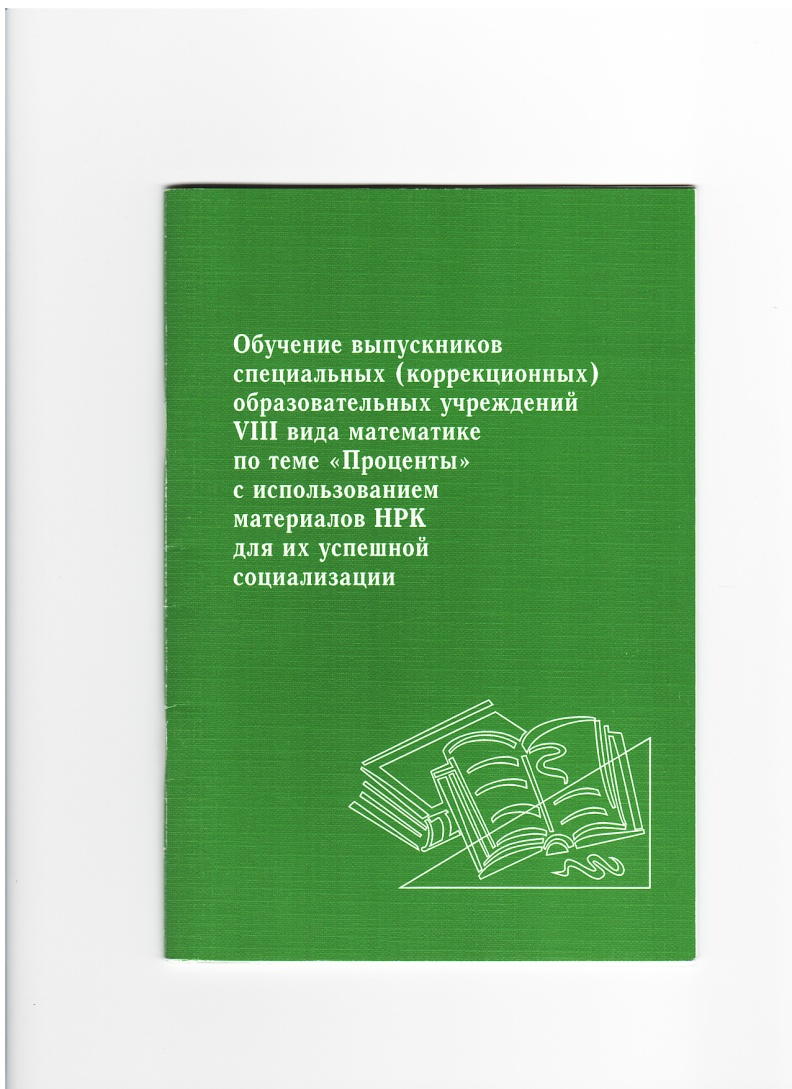 Обучение выпускников
специальных (коррекционных)
образовательных учреждений
VIII вида математике
по теме «Проценты»
с использованием
материалов НРК
для их успешной
социализации